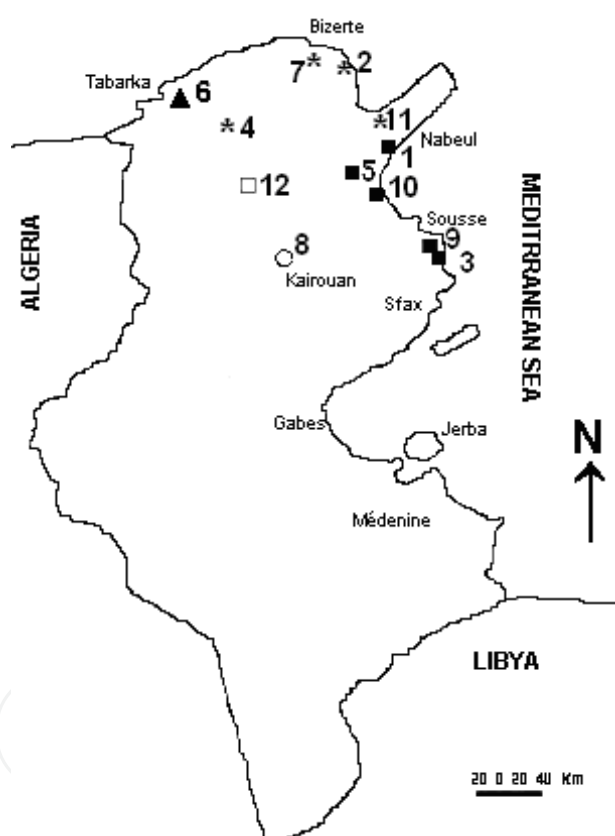 Bizerte
7 * * 2
Tabarka
▲ 6
* 4
* 11
Nabeul
■ 1
■ 5
□ 12
■ 10
Sousse
■ 9
■ 3
○ 8
Kairouan
Sfax
ALGERIA
MEDITRRANEAN SEA
Gabes
Jerba
N
Médenine
LIBYA
20 0 20 40 Km